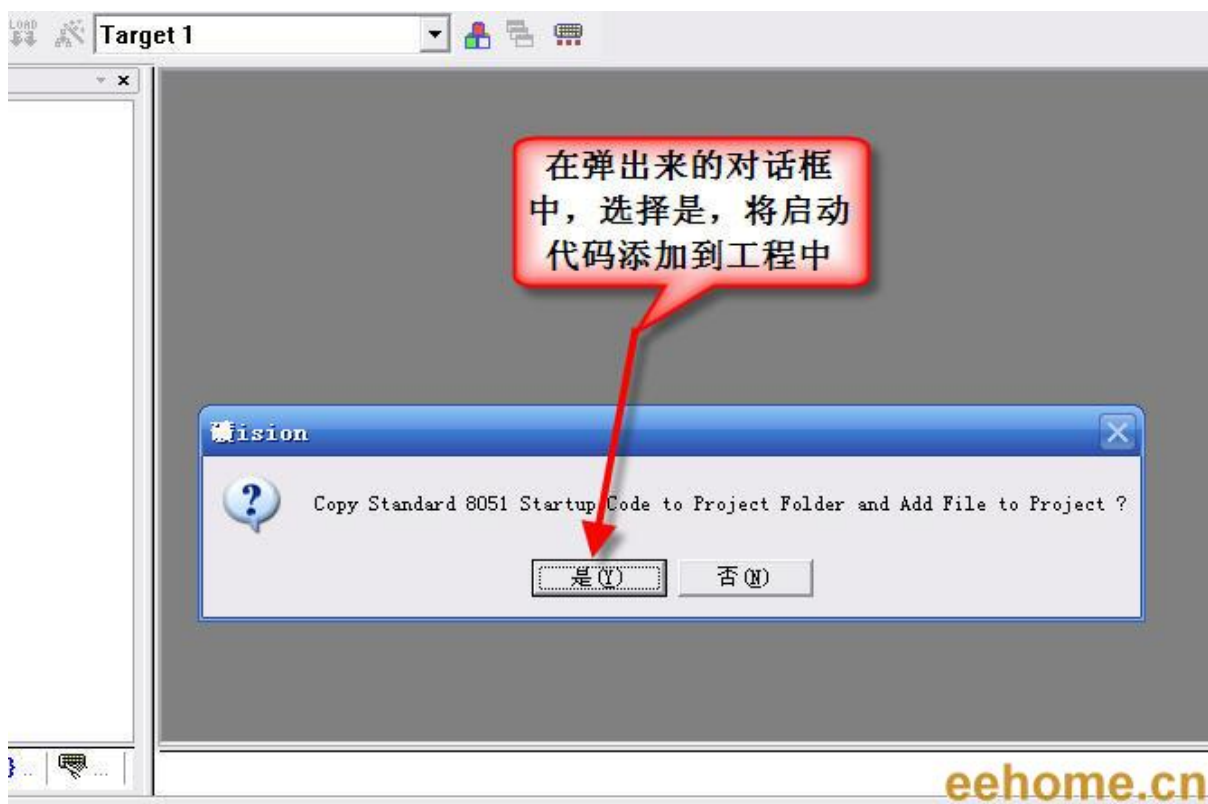 LOAD
Target 1
在弹出来的对话框
中，选择是，将启动
代码添加到工程中
ision
Copy Standard 8051 Startup Code to Project Folder and Add File to Project ?
是(Y)
否(N)
eehome.cn